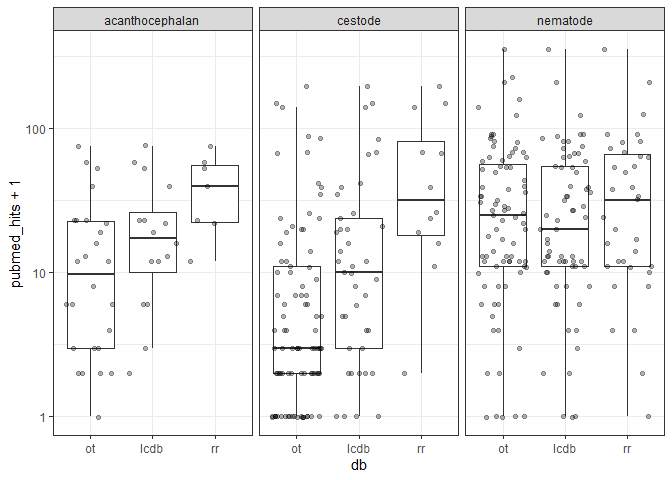 acanthocephalan cestode nematode
pubmed_hits + 1
100
10
1
ot lcdb rr ot lcdb rr ot lcdb rr
db